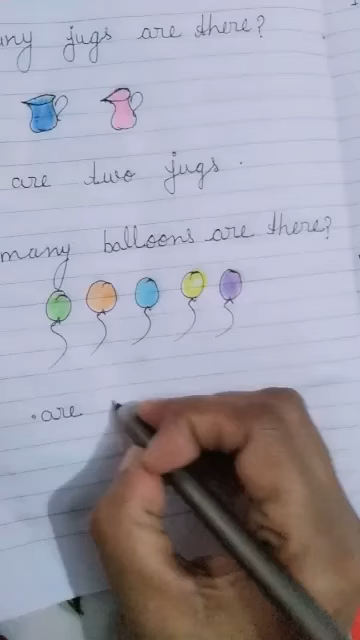 any jugs are there?
are two jugs.
many balloons are there?
are